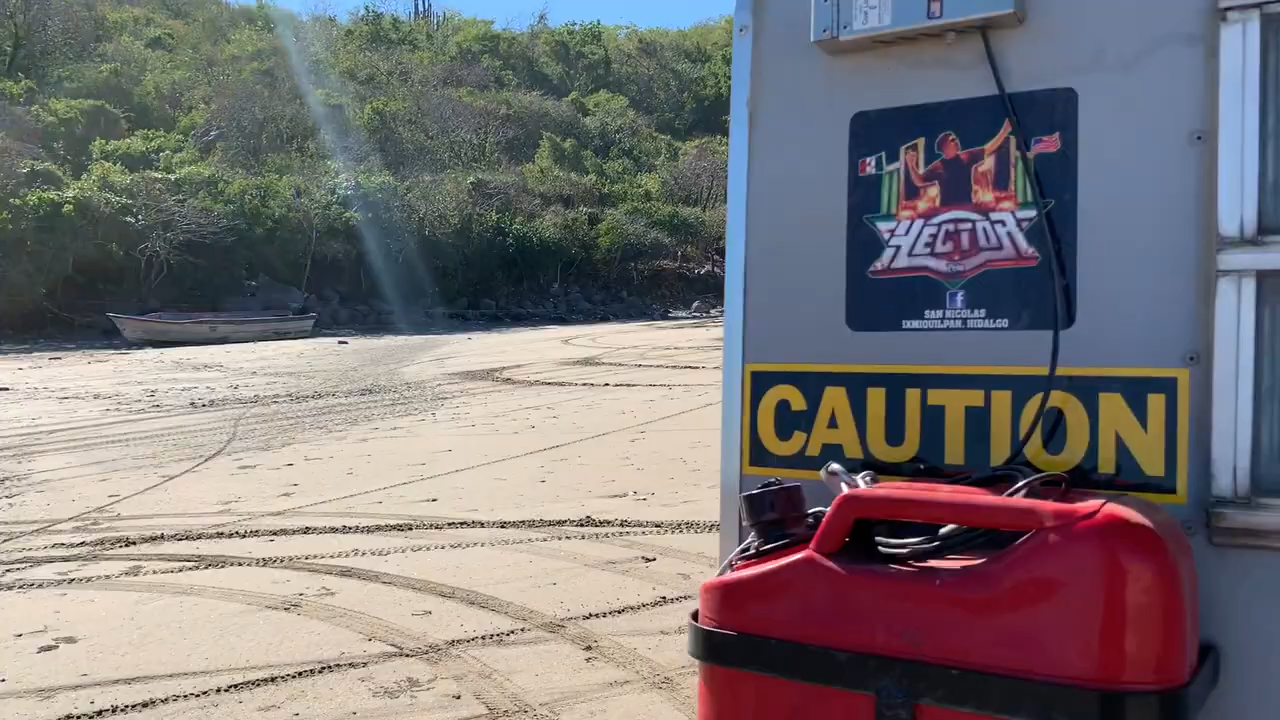 HECTOR
f
SAN NICOLAS
IXMIQUILPAN, HIDALGO
CAUTION